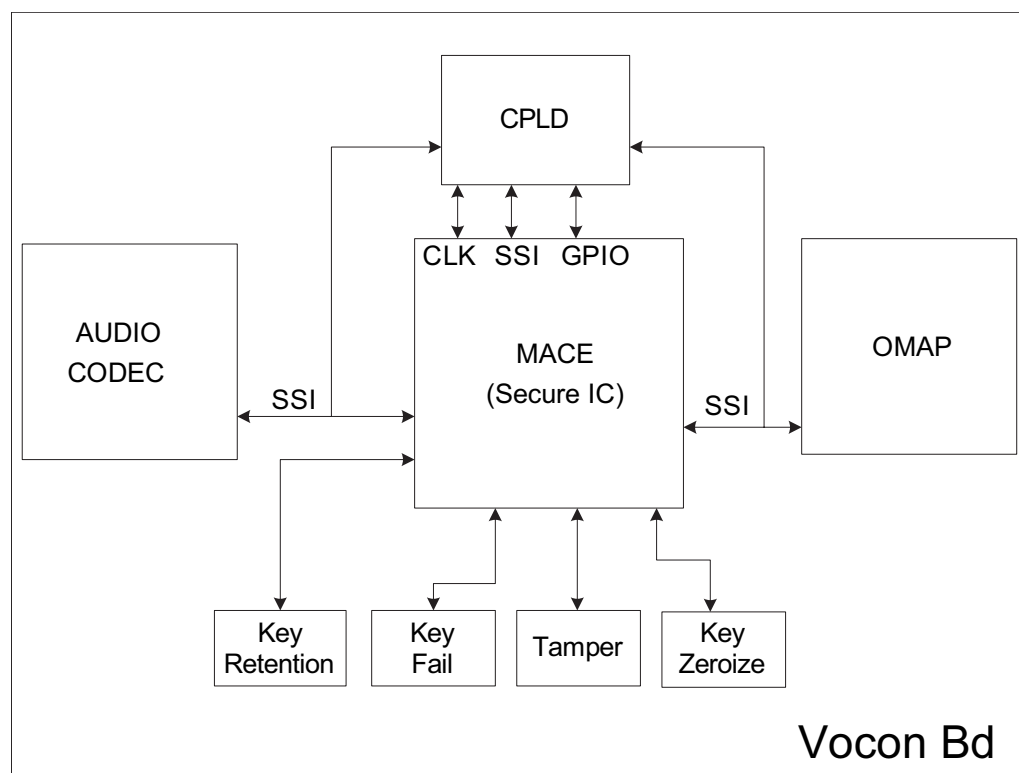 CPLD
CLK SSI GPIO
AUDIO
CODEC
SSI
MACE
(Secure IC)
SSI
OMAP
Key
Retention
Key
Fail
Tamper
Key
Zeroize
Vocon Bd